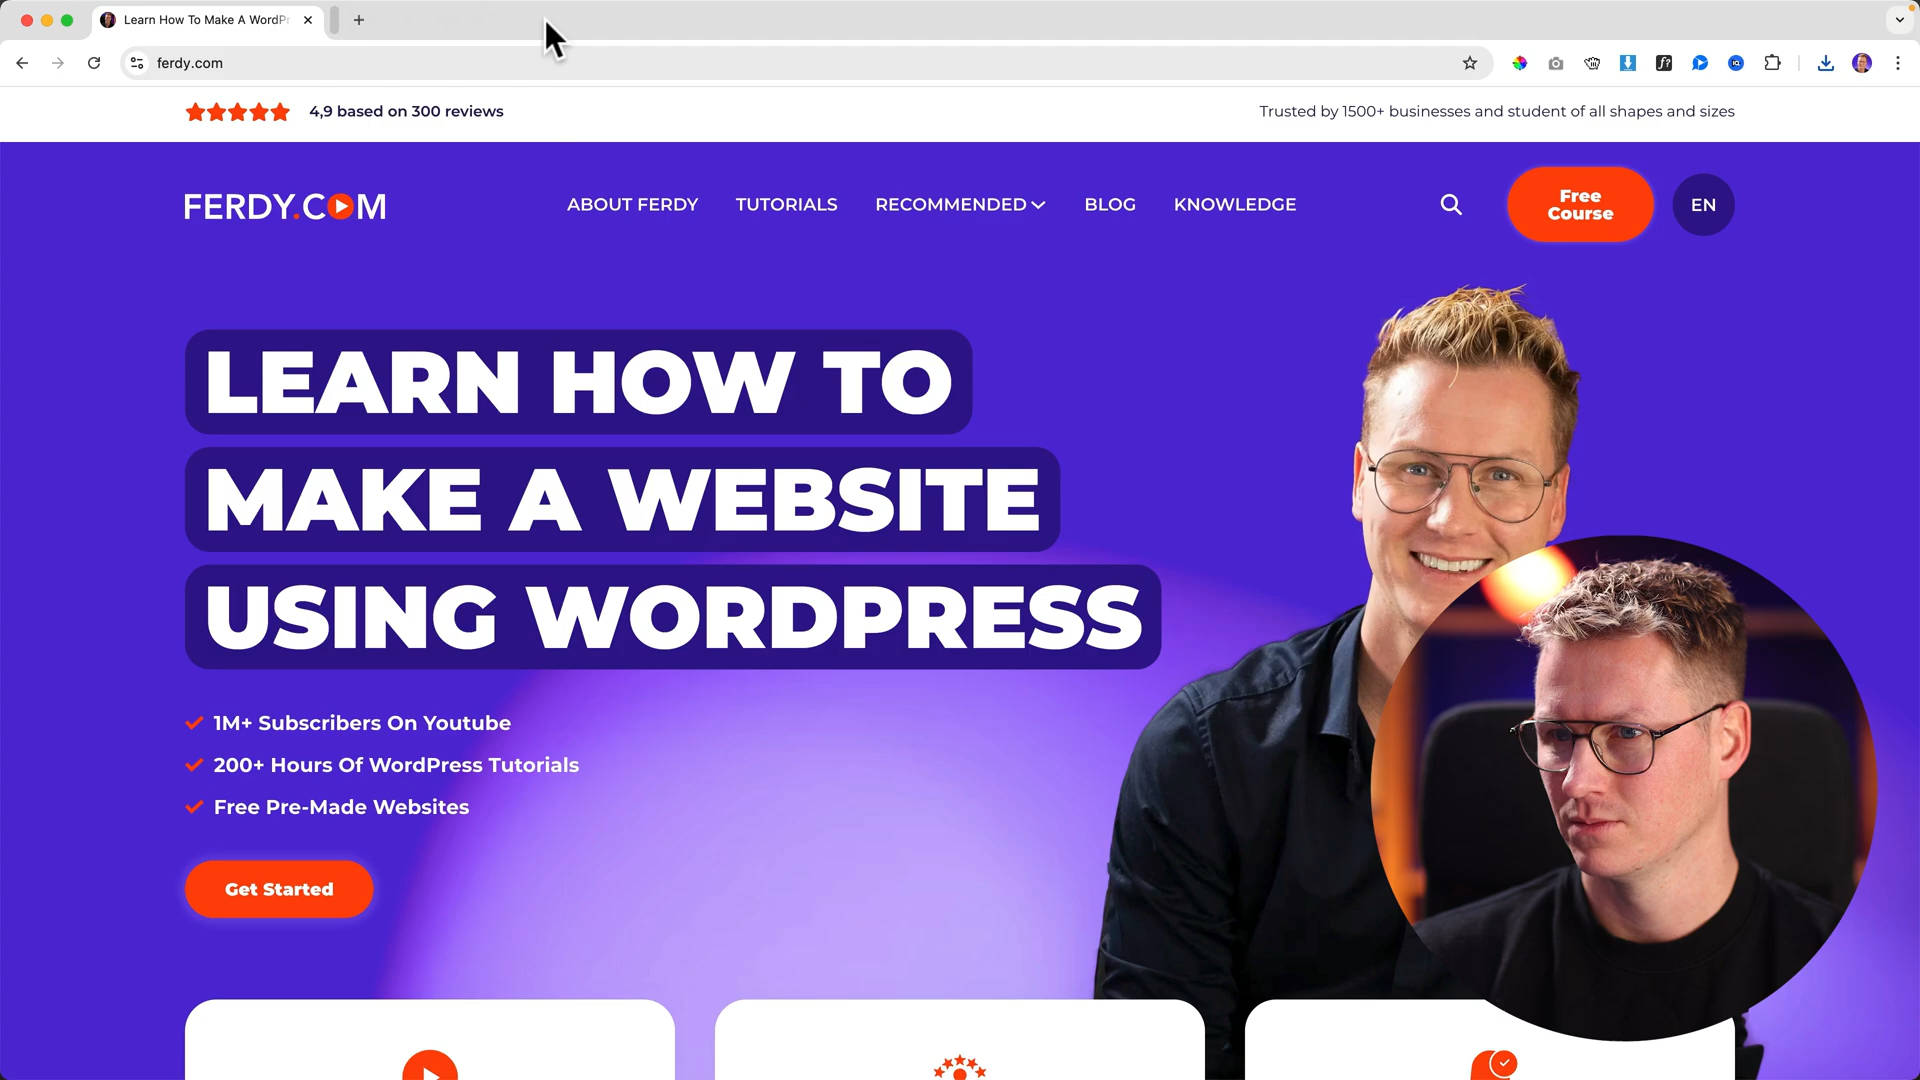 Learn How To Make A WordPr
ferdy.com
4,9 based on 300 reviews
Trusted by 1500+ businesses and student of all shapes and sizes
FERDY.COM
ABOUT FERDY
TUTORIALS
RECOMMENDED
BLOG
KNOWLEDGE
Free
Course
EN
LEARN HOW TO
MAKE A WEBSITE
USING WORDPRESS
1M+ Subscribers On Youtube
200+ Hours Of WordPress Tutorials
Free Pre-Made Websites
Get Started